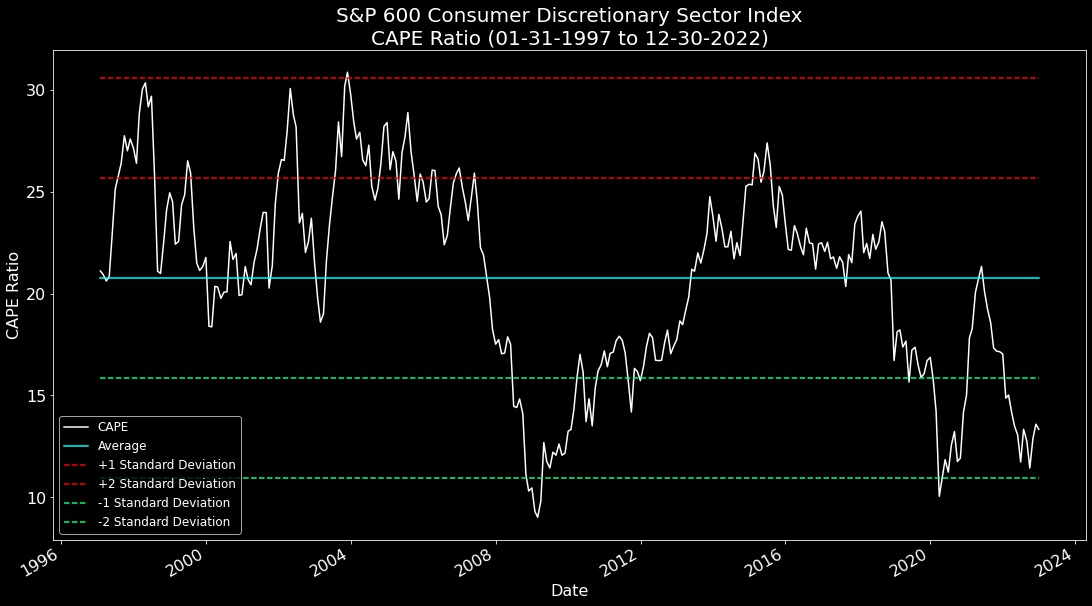 S&P 600 Consumer Discretionary Sector Index
CAPE Ratio (01-31-1997 to 12-30-2022)
CAPE Ratio
30
25
20
15
10
CAPE
Average
+1 Standard Deviation
+2 Standard Deviation
-1 Standard Deviation
-2 Standard Deviation
1996
2000
2004
2008
2012
2016
2020
2024
Date